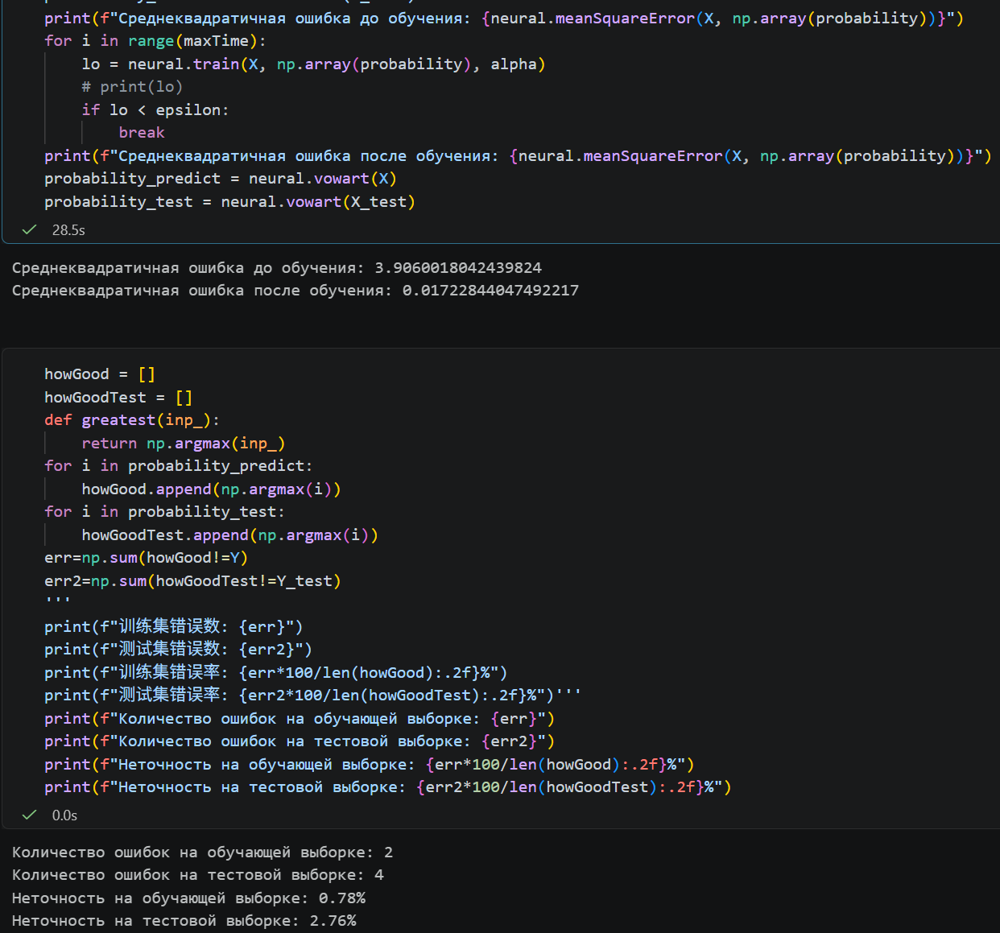 print(f"Среднеквадратичная ошибка до обучения: {neural.meanSquareError(X, np.array(probability))}")
for i in range(maxTime):
    lo = neural.train(X, np.array(probability), alpha)
    # print(lo)
    if lo < epsilon:
        break
print(f"Среднеквадратичная ошибка после обучения: {neural.meanSquareError(X, np.array(probability))}")
probability_predict = neural.vowart(X)
probability_test = neural.vowart(X_test)
28.5s
Среднеквадратичная ошибка до обучения: 3.9060018042439824
Среднеквадратичная ошибка после обучения: 0.01722844047492217
howGood = []
howGoodTest = []
def greatest(inp_):
    return np.argmax(inp_)
for i in probability_predict:
    howGood.append(np.argmax(i))
for i in probability_test:
    howGoodTest.append(np.argmax(i))
err=np.sum(howGood!=Y)
err2=np.sum(howGoodTest!=Y_test)
'''
print(f"训练集错误数: {err}")
print(f"测试集错误数: {err2}")
print(f"训练集错误率: {err*100/len(howGood):.2f}%")
print(f"测试集错误率: {err2*100/len(howGoodTest):.2f}%")'''
print(f"Количество ошибок на обучающей выборке: {err}")
print(f"Количество ошибок на тестовой выборке: {err2}")
print(f"Неточность на обучающей выборке: {err*100/len(howGood):.2f}%")
print(f"Неточность на тестовой выборке: {err2*100/len(howGoodTest):.2f}%")
0.0s
Количество ошибок на обучающей выборке: 2
Количество ошибок на тестовой выборке: 4
Неточность на обучающей выборке: 0.78%
Неточность на тестовой выборке: 2.76%